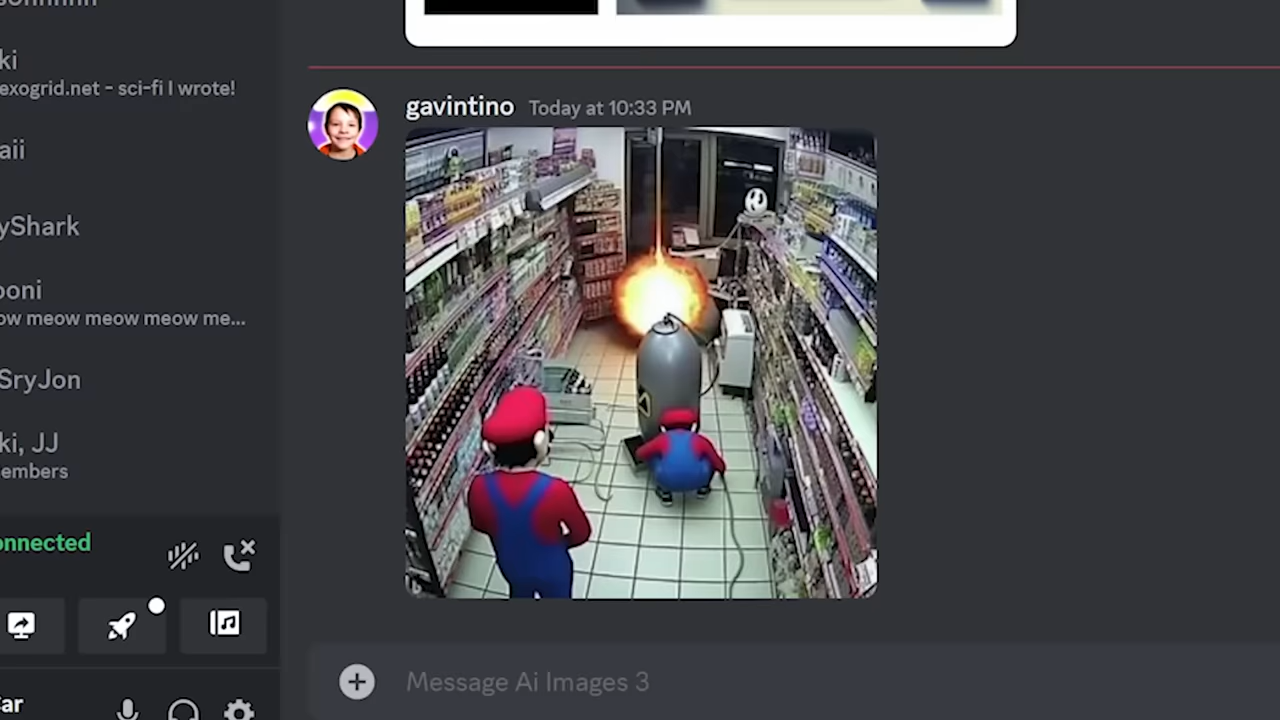 ki
exogrid.net - sci-fi I wrote!
aii
yShark
ooni
ow meow meow meow me...
SryJon
ki, JJ
embers
onnected
ar
gavintino Today at 10:33 PM
Message Ai Images 3